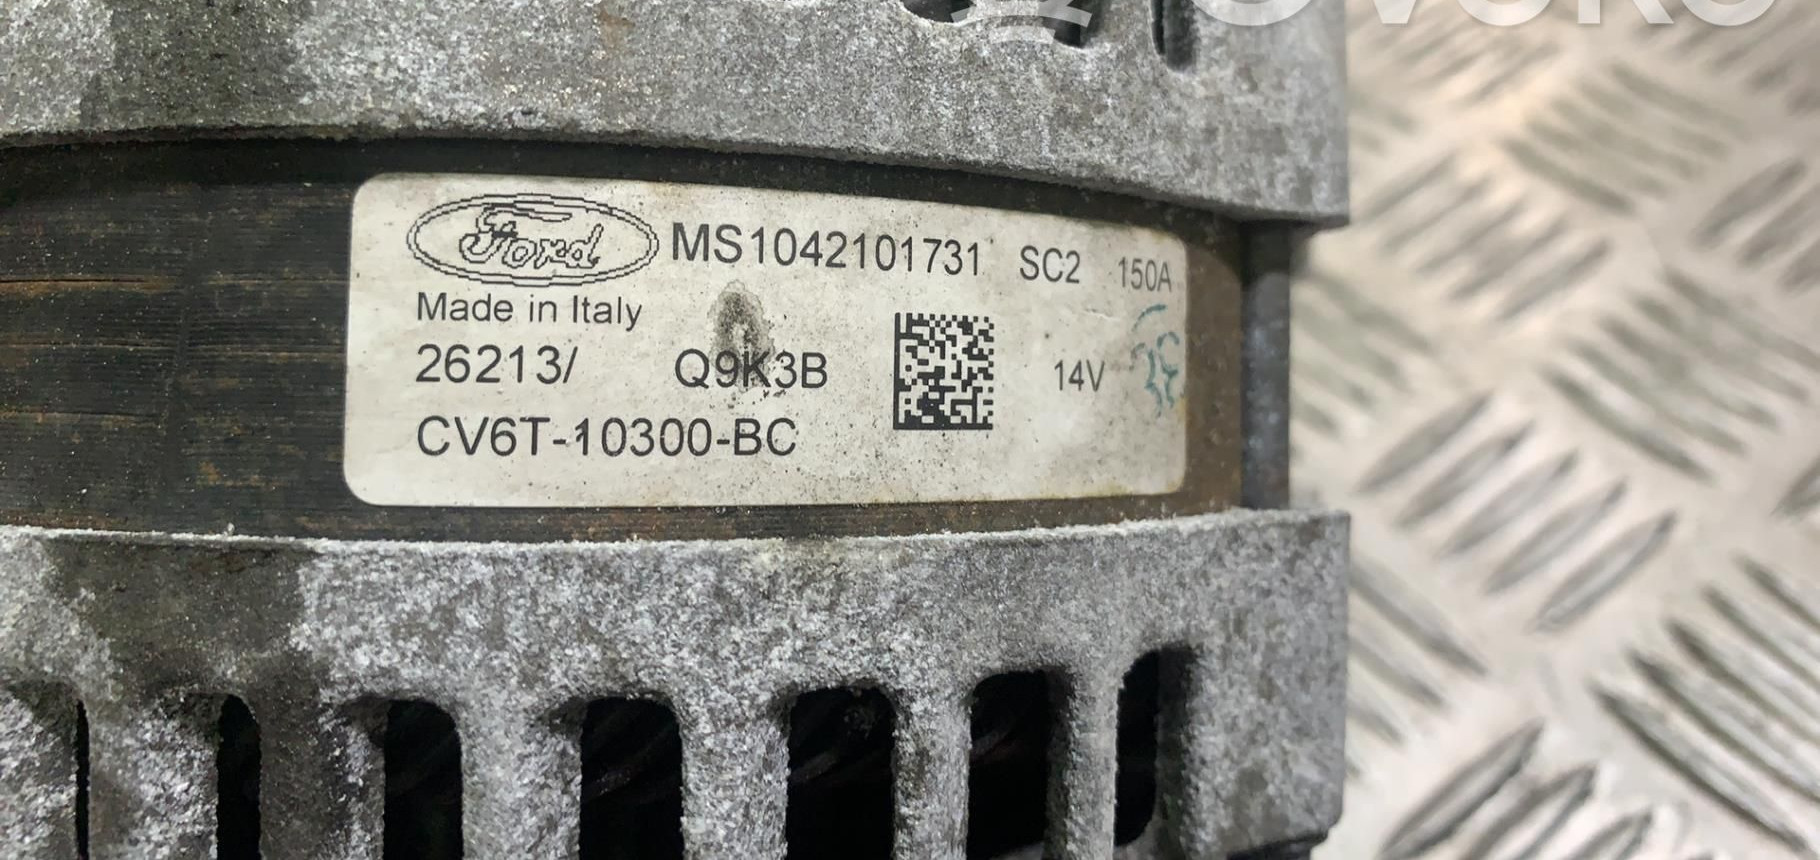 Ford MS1042101731 SC2 150A
Made in Italy
26213/ Q9K3B 14V
CV6T-10300-BC